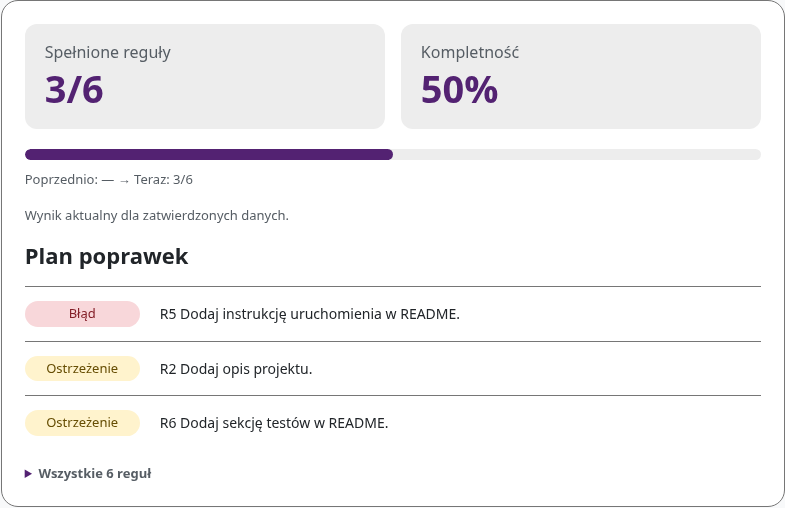 Spełnione reguły
3/6
Kompletność
50%
Poprzednio: — → Teraz: 3/6
Wynik aktualny dla zatwierdzonych danych.
Plan poprawek
Błąd
R5 Dodaj instrukcję uruchomienia w README.
Ostrzeżenie
R2 Dodaj opis projektu.
Ostrzeżenie
R6 Dodaj sekcję testów w README.
Wszystkie 6 reguł